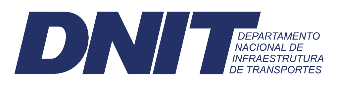 DNIT
DEPARTAMENTO
NACIONAL DE
INFRAESTRUTURA
DE TRANSPORTES